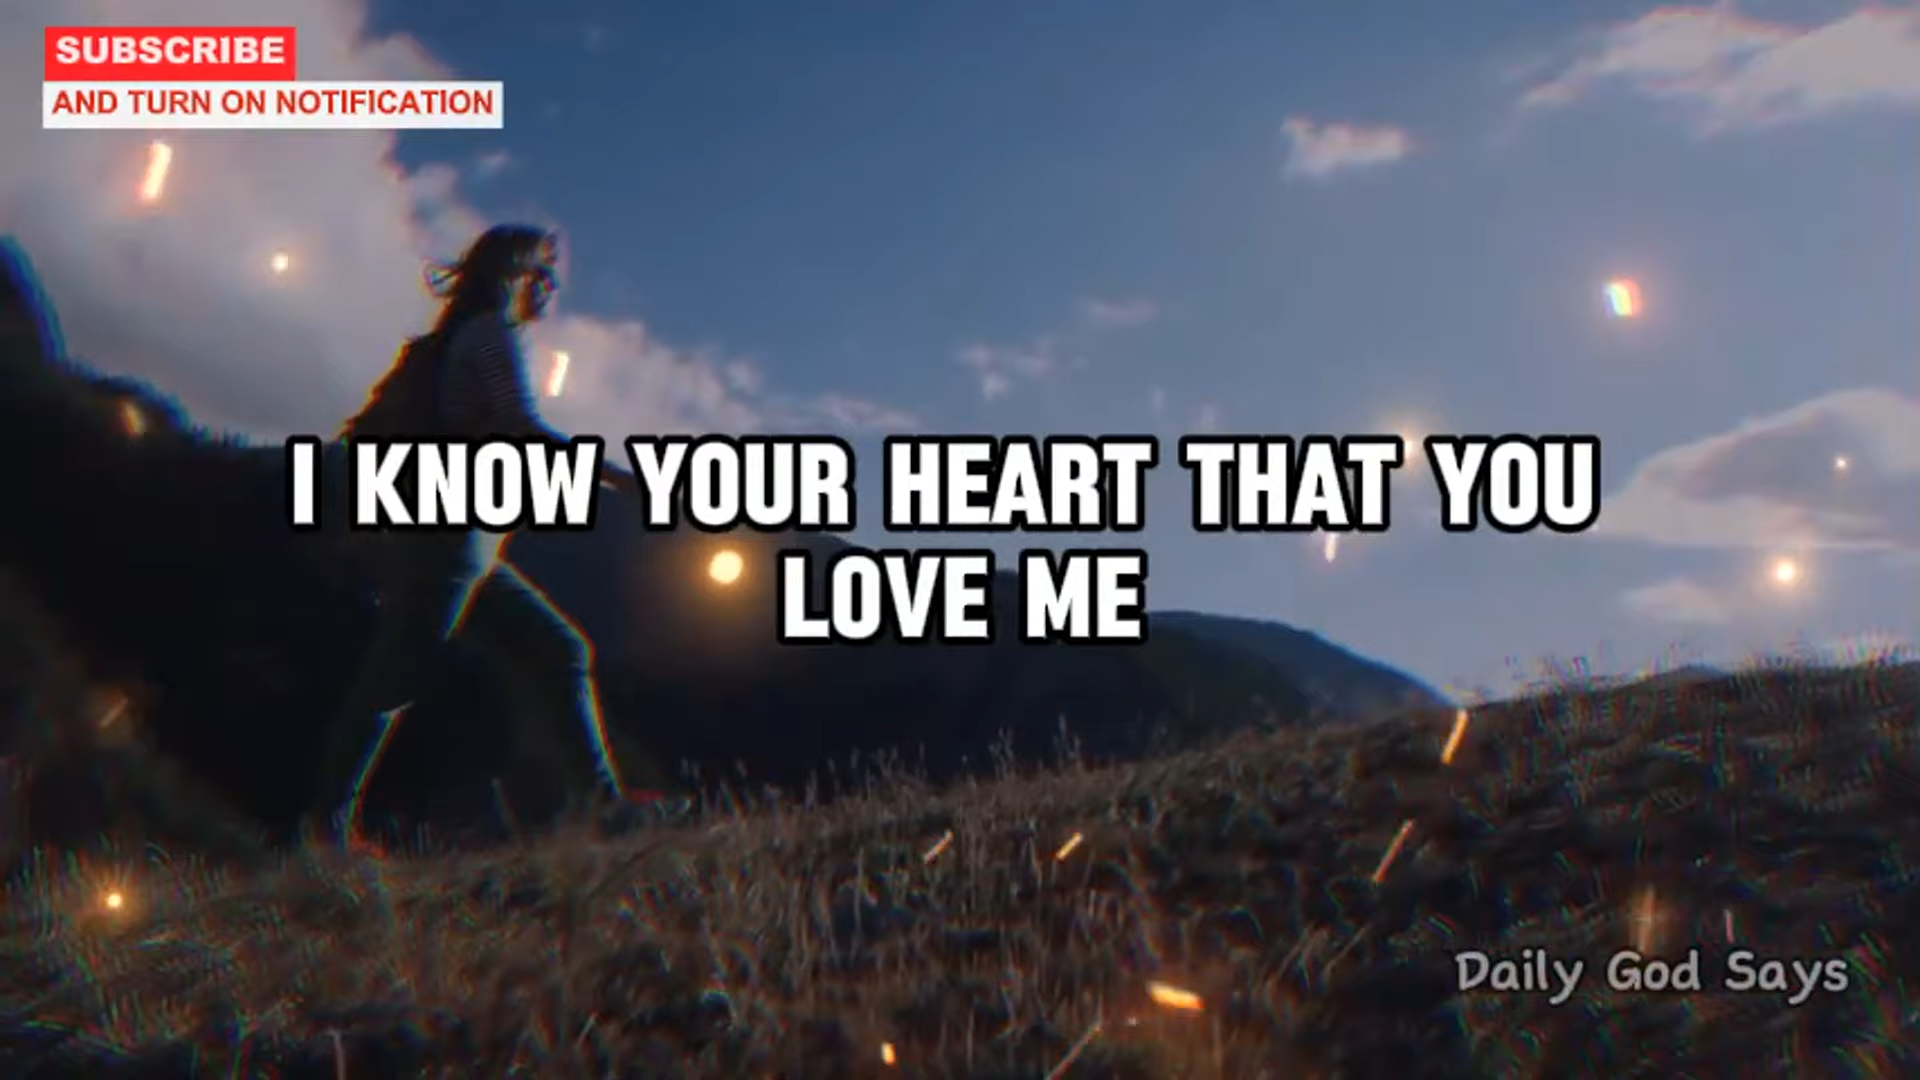 SUBSCRIBE
AND TURN ON NOTIFICATION
I KNOW YOUR HEART THAT YOU
LOVE ME
Daily God Says